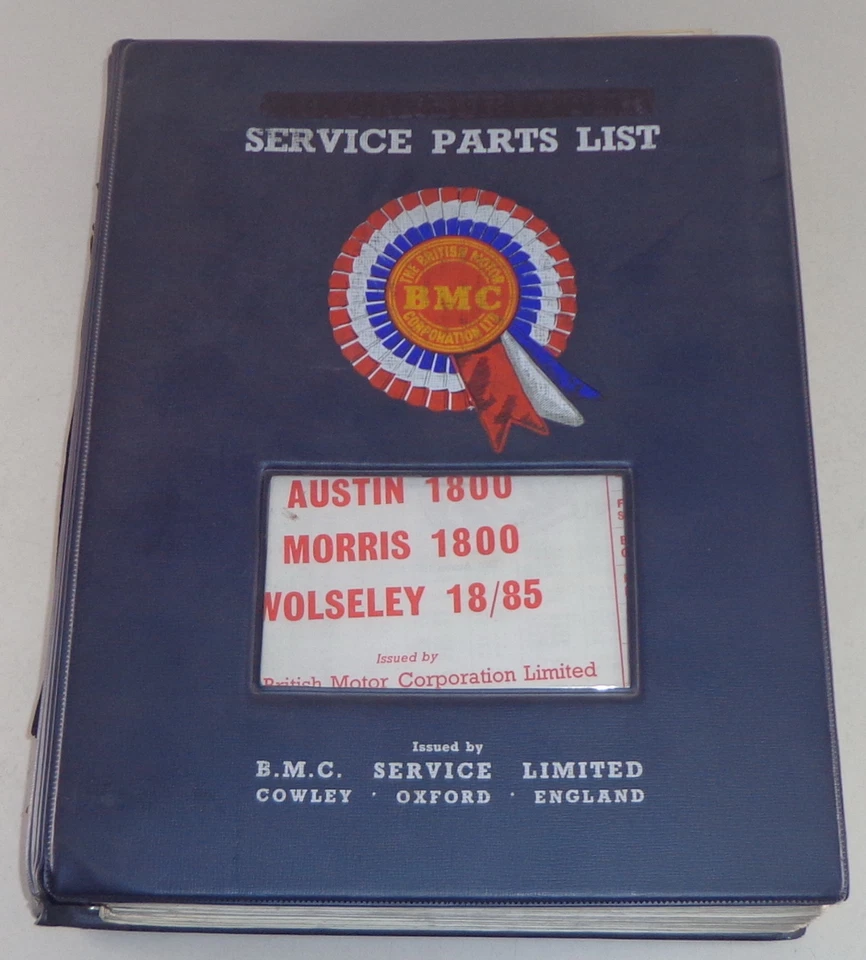 SERVICE PARTS LIST
THE BRITISH MOTOR
BMC
CORPORATION LTD
AUSTIN 1800
MORRIS 1800
WOLSELEY 18/85
Issued by
British Motor Corporation Limited
Issued by
B.M.C. SERVICE LIMITED
COWLEY · OXFORD · ENGLAND